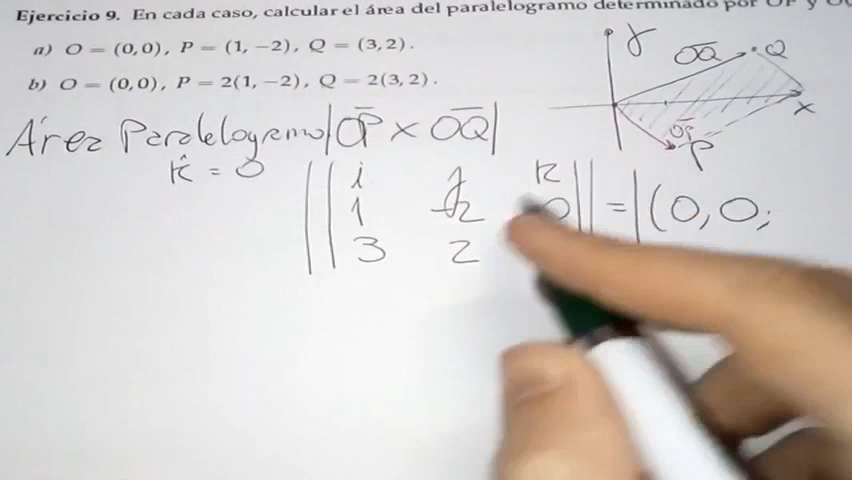 Ejercicio 9. En cada caso, calcular el área del paralelogramo determinado por OP y
a) O = (0,0), P = (1, −2), Q = (3, 2).
b) O = (0,0), P = 2(1, −2), Q = 2(3, 2).
Y
OQ
Q
X
OP
P
Área Paralelogramo |OP x OQ|
k̂ = 0
|| i j k || = |(0, 0;
1 -2 0
3 2